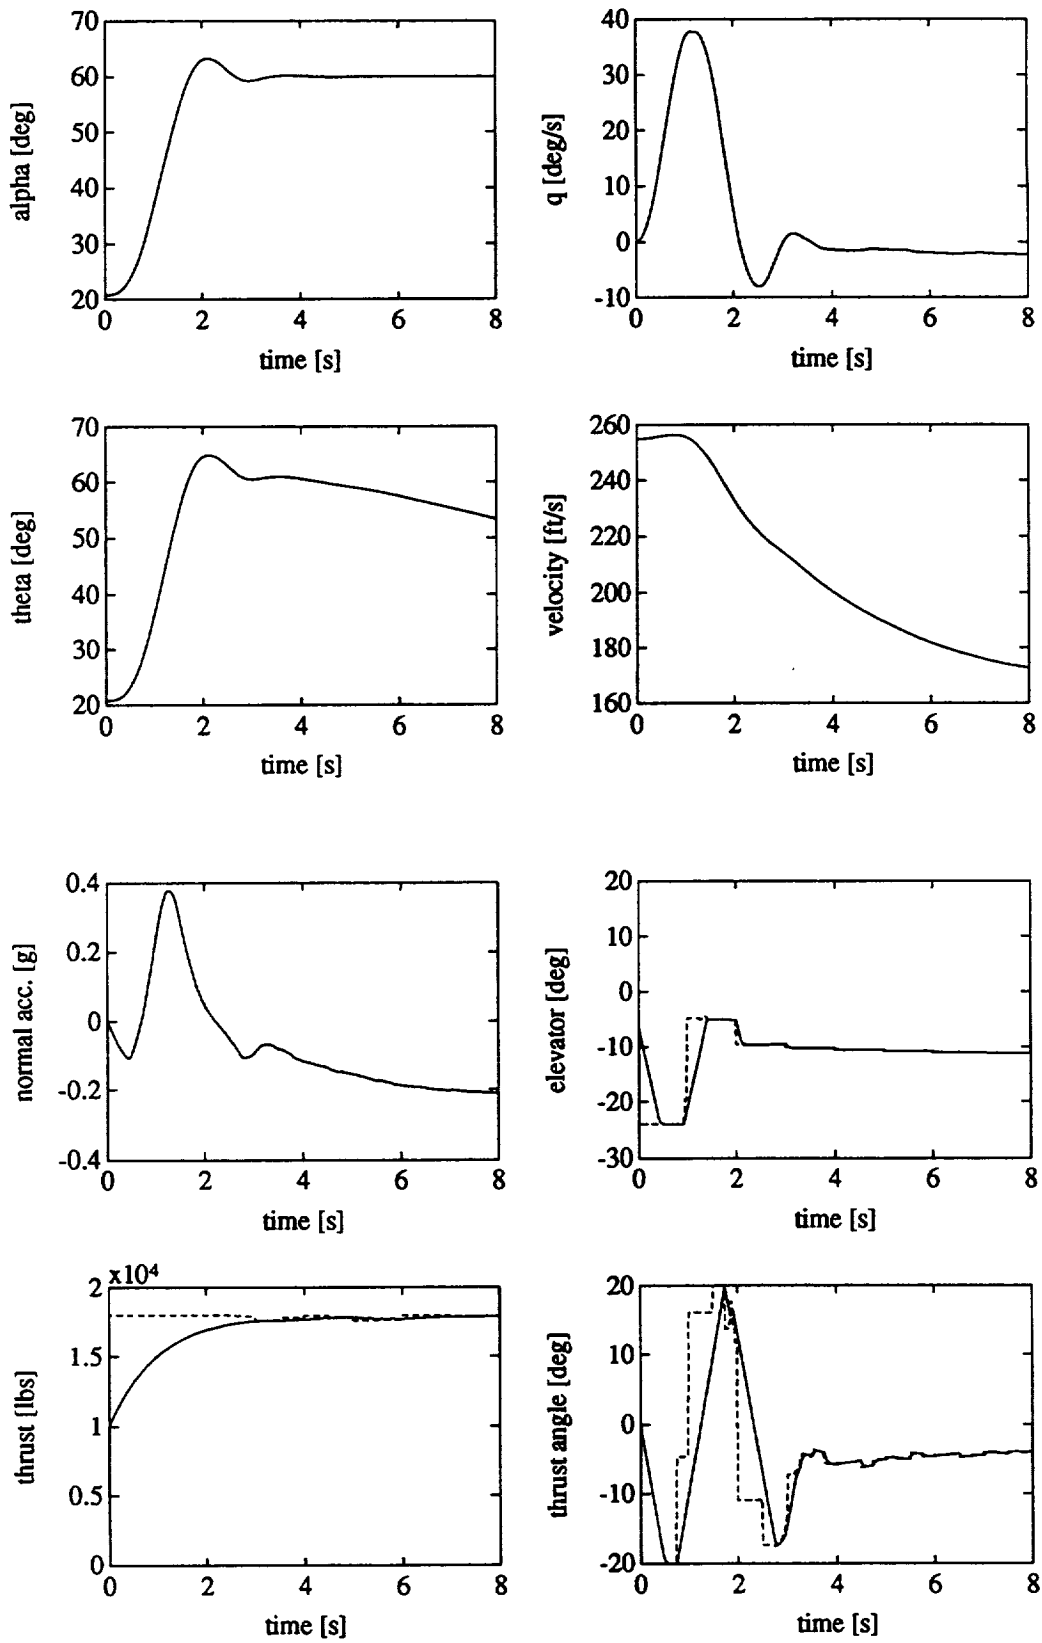 70
60
50
40
30
20
alpha [deg]
0 2 4 6 8
time [s]
40
30
20
10
0
-10
q [deg/s]
0 2 4 6 8
time [s]
70
60
50
40
30
20
theta [deg]
0 2 4 6 8
time [s]
260
240
220
200
180
160
velocity [ft/s]
0 2 4 6 8
time [s]
0.4
0.2
0
-0.2
-0.4
normal acc. [g]
0 2 4 6 8
time [s]
20
10
0
-10
-20
-30
elevator [deg]
0 2 4 6 8
time [s]
2 x10⁴
1.5
1
0.5
0
thrust [lbs]
0 2 4 6 8
time [s]
20
10
0
-10
-20
thrust angle [deg]
0 2 4 6 8
time [s]